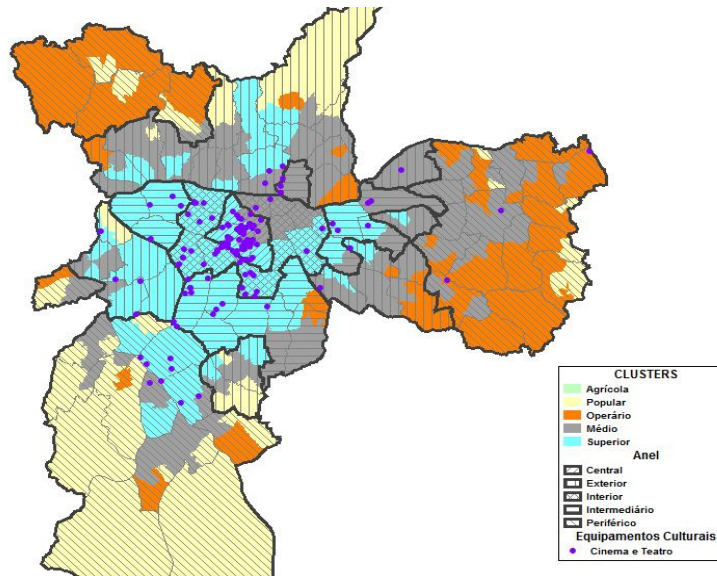 CLUSTERS
Agrícola
Popular
Operário
Médio
Superior
Anel
Central
Exterior
Interior
Intermediário
Periférico
Equipamentos Culturais
Cinema e Teatro